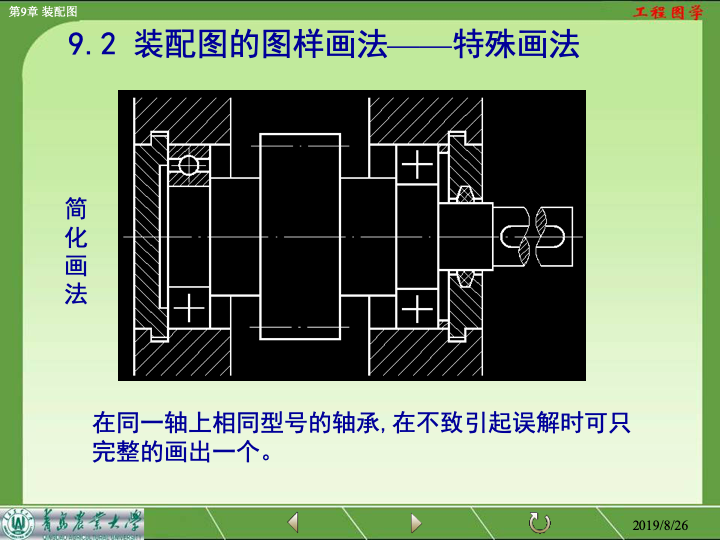 第9章 装配图
工程图学
9.2 装配图的图样画法——特殊画法
简化画法
在同一轴上相同型号的轴承,在不致引起误解时可只
完整的画出一个。
青岛农业大学
2019/8/26